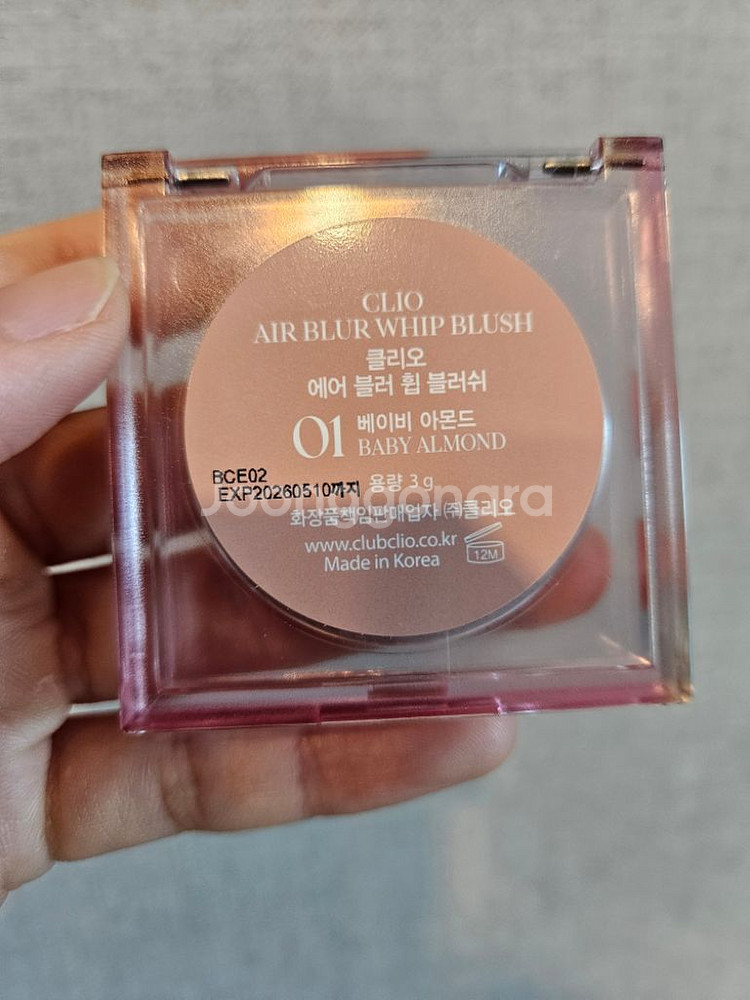 CLIO
AIR BLUR WHIP BLUSH
클리오
에어 블러 휩 블러쉬
01 베이비 아몬드
BABY ALMOND
BCE02
EXP20260510까지
용량 3 g
Joonggonara
화장품책임판매업자 ㈜클리오
www.clubclio.co.kr
12M
Made in Korea